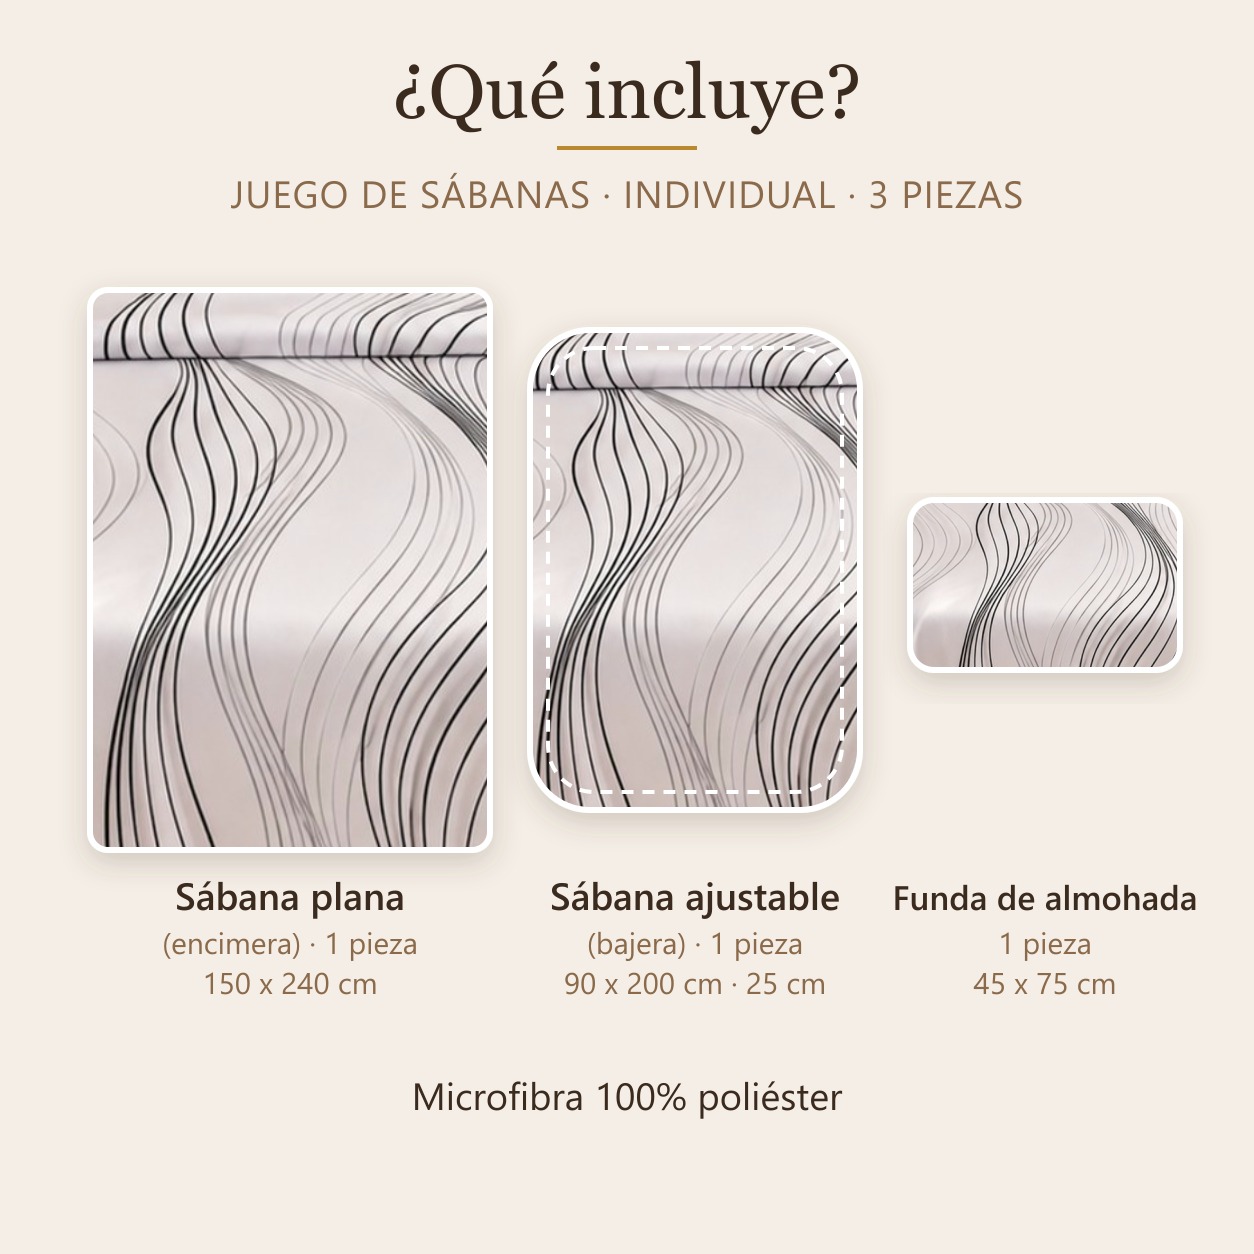 ¿Qué incluye?
JUEGO DE SÁBANAS · INDIVIDUAL · 3 PIEZAS
Sábana plana
(encimera) · 1 pieza
150 x 240 cm
Sábana ajustable
(bajera) · 1 pieza
90 x 200 cm · 25 cm
Funda de almohada
1 pieza
45 x 75 cm
Microfibra 100% poliéster